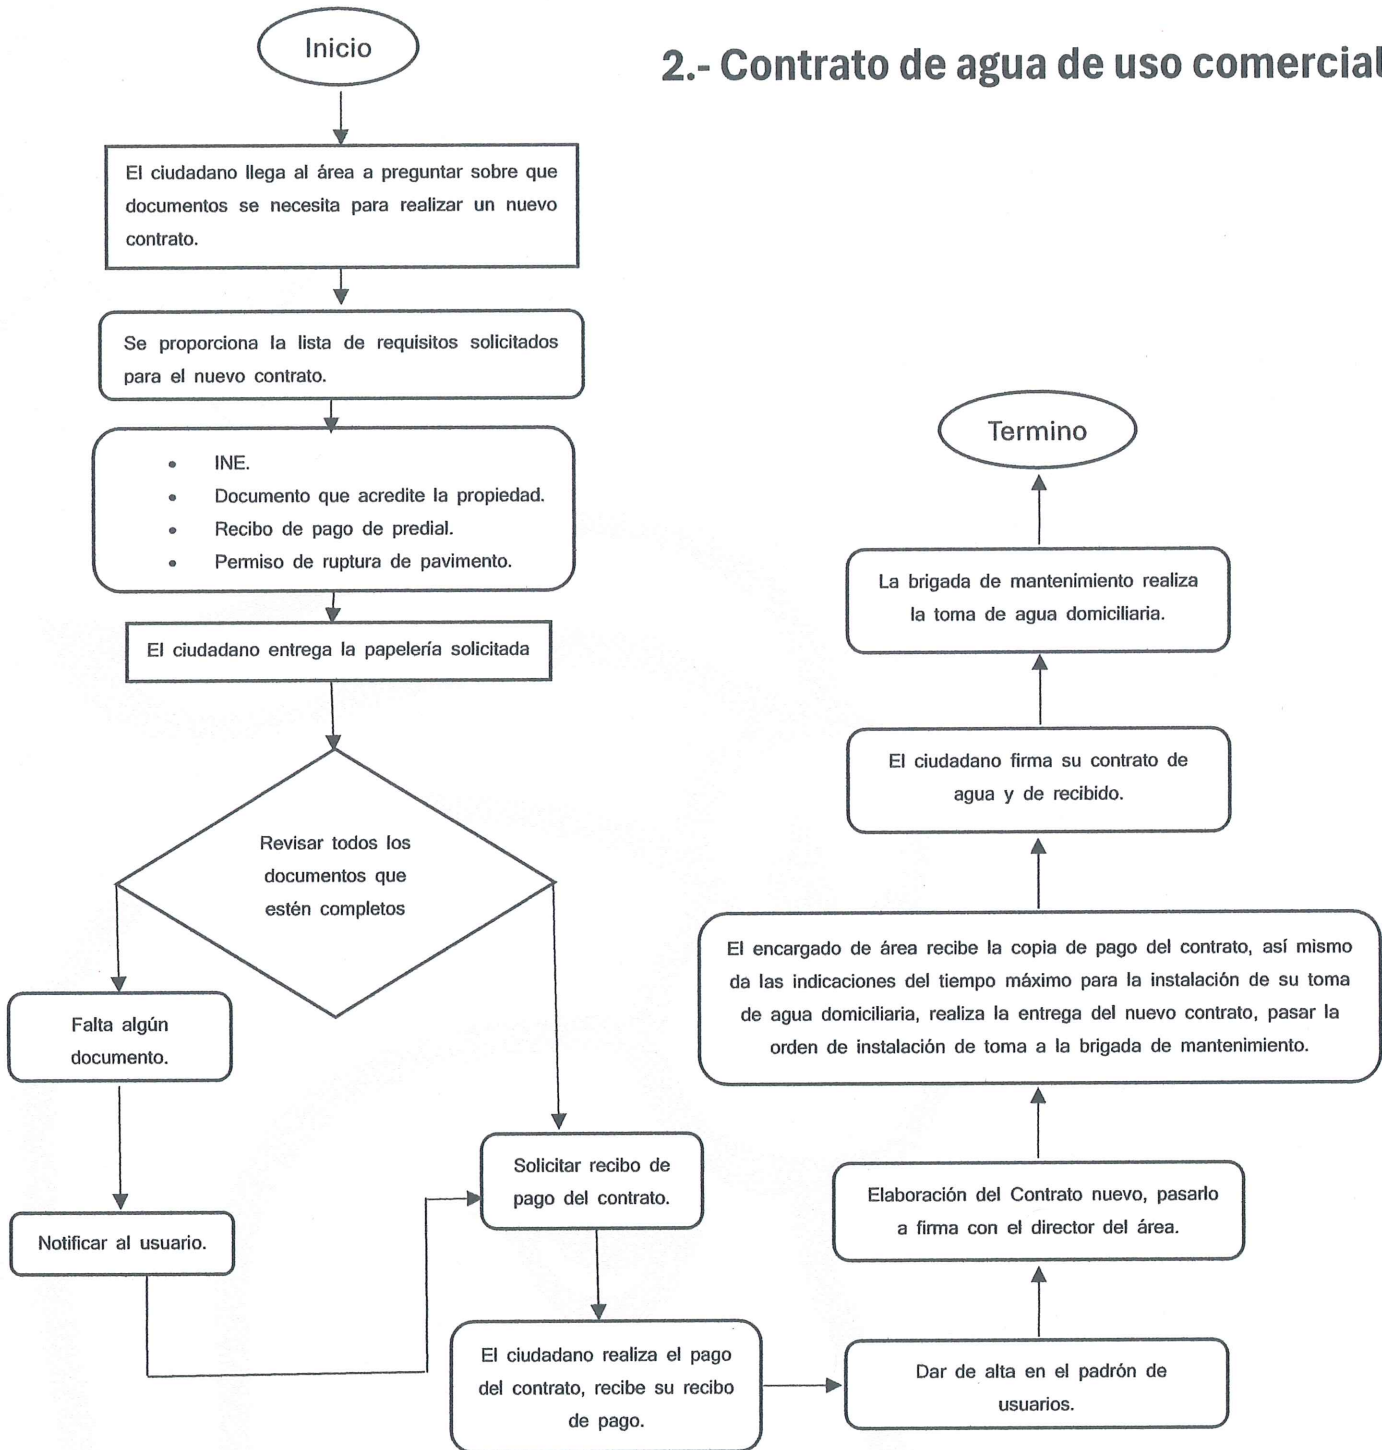 2.- Contrato de agua de uso comercial
Inicio
El ciudadano llega al área a preguntar sobre que
documentos se necesita para realizar un nuevo
contrato.
Se proporciona la lista de requisitos solicitados
para el nuevo contrato.
• INE.
• Documento que acredite la propiedad.
• Recibo de pago de predial.
• Permiso de ruptura de pavimento.
El ciudadano entrega la papelería solicitada
Revisar todos los
documentos que
estén completos
Falta algún
documento.
Notificar al usuario.
Solicitar recibo de
pago del contrato.
El ciudadano realiza el pago
del contrato, recibe su recibo
de pago.
Dar de alta en el padrón de
usuarios.
Elaboración del Contrato nuevo, pasarlo
a firma con el director del área.
El encargado de área recibe la copia de pago del contrato, así mismo
da las indicaciones del tiempo máximo para la instalación de su toma
de agua domiciliaria, realiza la entrega del nuevo contrato, pasar la
orden de instalación de toma a la brigada de mantenimiento.
El ciudadano firma su contrato de
agua y de recibido.
La brigada de mantenimiento realiza
la toma de agua domiciliaria.
Termino